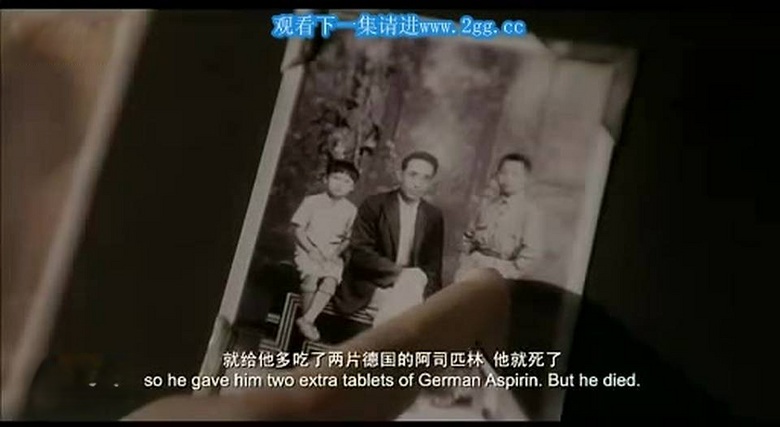 观看下一集请进www.2gg.cc
就给他多吃了两片德国的阿司匹林 他就死了
so he gave him two extra tablets of German Aspirin. But he died.